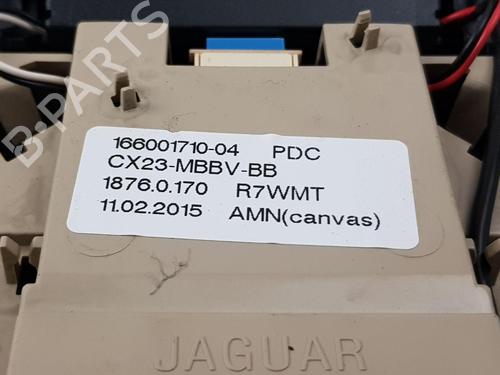 B-PARTS
166001710-04 PDC
CX23-MBBV-BB
1876.0.170 R7WMT
11.02.2015 AMN(canvas)
JAGUAR